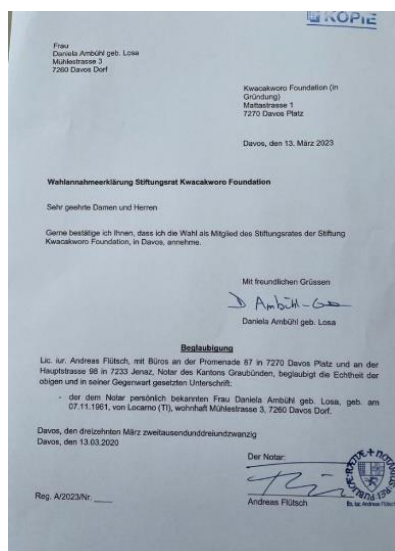 KOPIE
Frau
Daniela Ambühl geb. Losa
Mühlestrasse 3
7260 Davos Dorf
Kwacakworo Foundation (in
Gründung)
Mattastrasse 1
7270 Davos Platz
Davos, den 13. März 2023
Wahlannahmeerklärung Stiftungsrat Kwacakworo Foundation
Sehr geehrte Damen und Herren
Gerne bestätige ich Ihnen, dass ich die Wahl als Mitglied des Stiftungsrates der Stiftung
Kwacakworo Foundation, in Davos, annehme.
Mit freundlichen Grüssen
D Ambühl
Daniela Ambühl geb. Losa
Beglaubigung
Lic. iur. Andreas Flütsch, mit Büros an der Promenade 87 in 7270 Davos Platz und an der
Hauptstrasse 98 in 7233 Jenaz, Notar des Kantons Graubünden, beglaubigt die Echtheit der
obigen und in seiner Gegenwart gesetzten Unterschrift:
- der dem Notar persönlich bekannten Frau Daniela Ambühl geb. Losa, geb. am
07.11.1961, von Locarno (TI), wohnhaft Mühlestrasse 3, 7260 Davos Dorf.
Davos, den dreizehnten März zweitausendunddreiundzwanzig
Davos, den 13.03.2020
Der Notar:
Andreas Flütsch
Reg. A/2023/Nr. ____